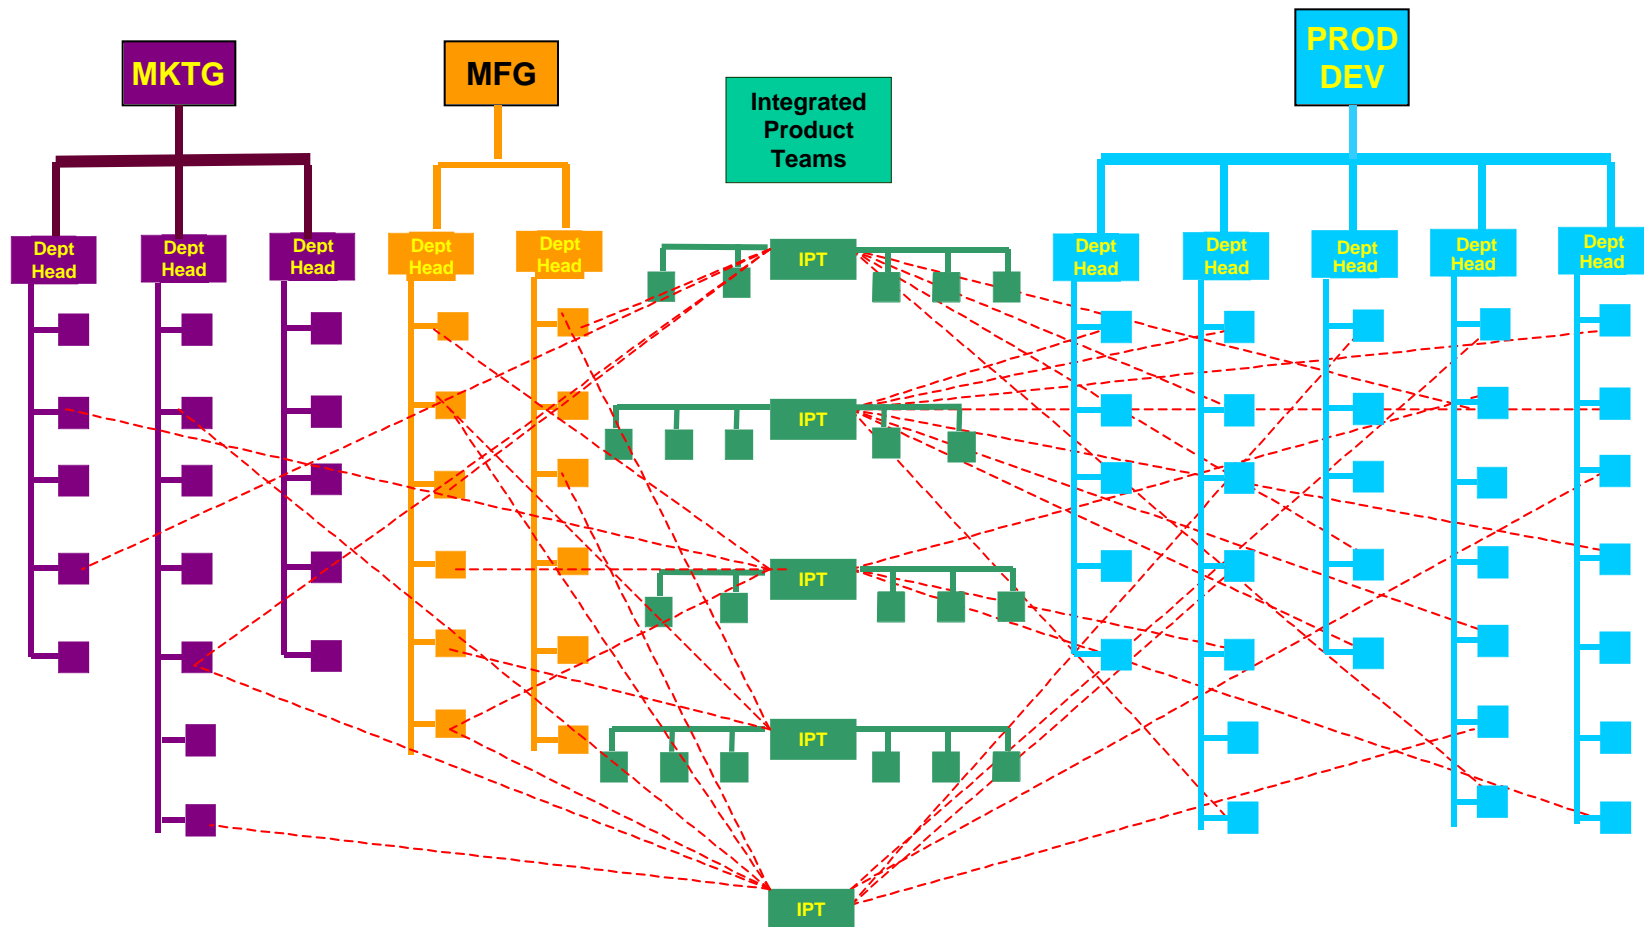 MKTG
MFG
Integrated
Product
Teams
PROD
DEV
Dept
Head
Dept
Head
Dept
Head
Dept
Head
Dept
Head
IPT
Dept
Head
Dept
Head
Dept
Head
Dept
Head
Dept
Head
IPT
IPT
IPT
IPT